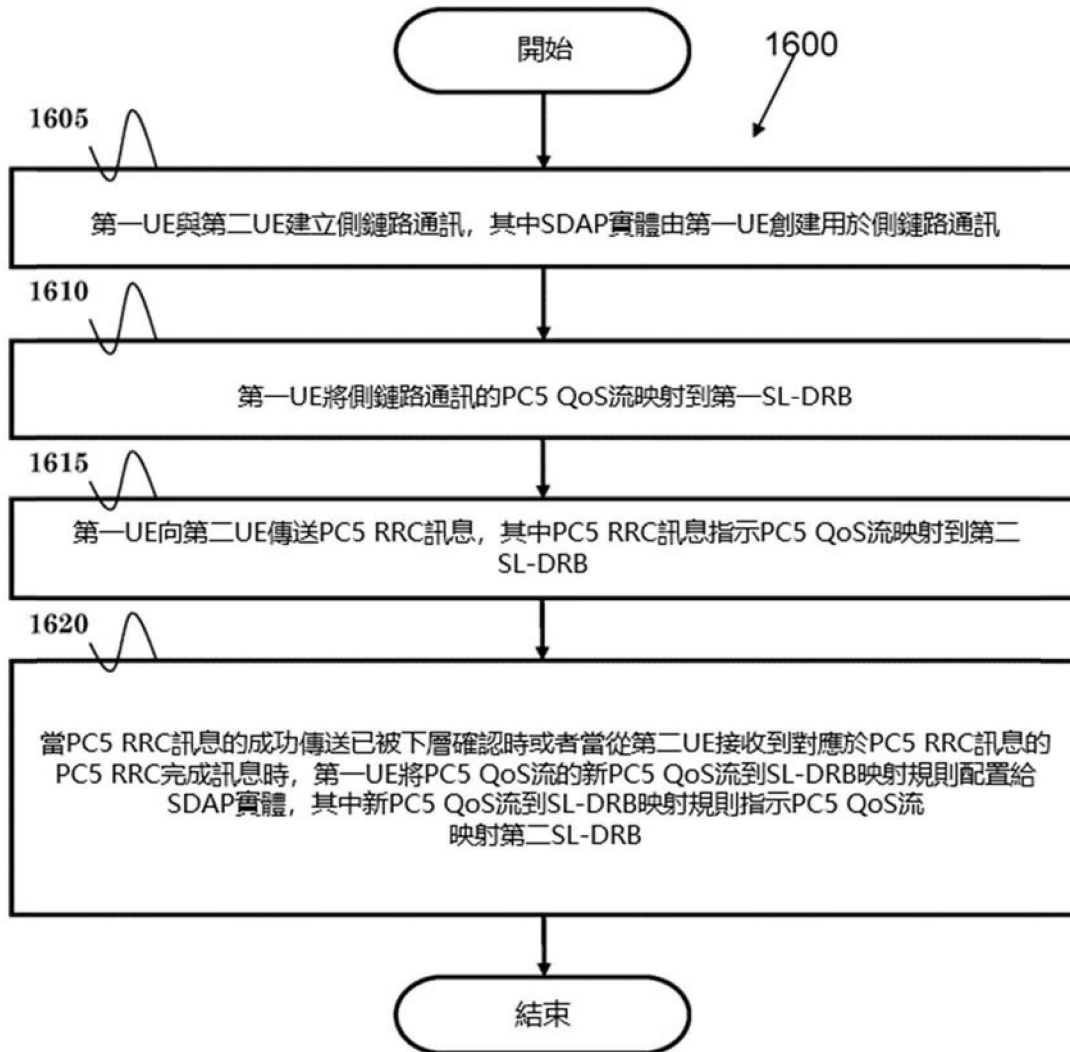 開始
1600
1605
第一UE與第二UE建立側鏈路通訊，其中SDAP實體由第一UE創建用於側鏈路通訊
1610
第一UE將側鏈路通訊的PC5 QoS流映射到第一SL-DRB
1615
第一UE向第二UE傳送PC5 RRC訊息，其中PC5 RRC訊息指示PC5 QoS流映射到第二
SL-DRB
1620
當PC5 RRC訊息的成功傳送已被下層確認時或者當從第二UE接收到對應於PC5 RRC訊息的
PC5 RRC完成訊息時，第一UE將PC5 QoS流的新PC5 QoS流到SL-DRB映射規則配置給
SDAP實體，其中新PC5 QoS流到SL-DRB映射規則指示PC5 QoS流
映射第二SL-DRB
結束